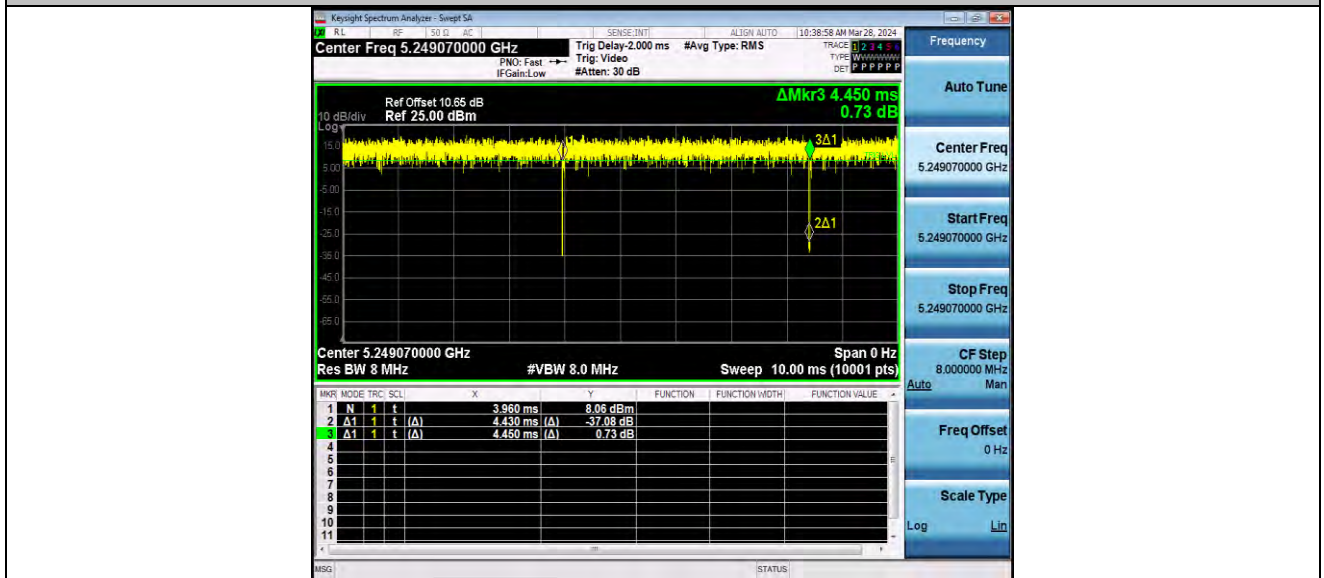 Keysight Spectrum Analyzer - Swept SA
RL RF 50 Ω AC SENSE:INT ALIGN AUTO 10:38:58 AM Mar 28, 2024
Center Freq 5.249070000 GHz
PNO: Fast
IFGain:Low
Trig Delay-2.000 ms
Trig: Video
#Atten: 30 dB
#Avg Type: RMS
TRACE 1 2 3 4 5 6
TYPE W
DET P P P P P P
ΔMkr3 4.450 ms
0.73 dB
Ref Offset 10.65 dB
10 dB/div Ref 25.00 dBm
Log
15.0
5.00
-5.00
-15.0
-25.0
-35.0
-45.0
-55.0
-65.0
3Δ1
2Δ1
Center 5.249070000 GHz Span 0 Hz
Res BW 8 MHz #VBW 8.0 MHz Sweep 10.00 ms (10001 pts)
MKR MODE TRC SCL X Y FUNCTION FUNCTION WIDTH FUNCTION VALUE
1 N 1 t 3.960 ms 8.06 dBm
2 Δ1 1 t (Δ) 4.430 ms (Δ) -37.08 dB
3 Δ1 1 t (Δ) 4.450 ms (Δ) 0.73 dB
4
5
6
7
8
9
10
11
MSG STATUS
Frequency
Auto Tune
Center Freq
5.249070000 GHz
Start Freq
5.249070000 GHz
Stop Freq
5.249070000 GHz
CF Step
8.000000 MHz
Auto Man
Freq Offset
0 Hz
Scale Type
Log Lin